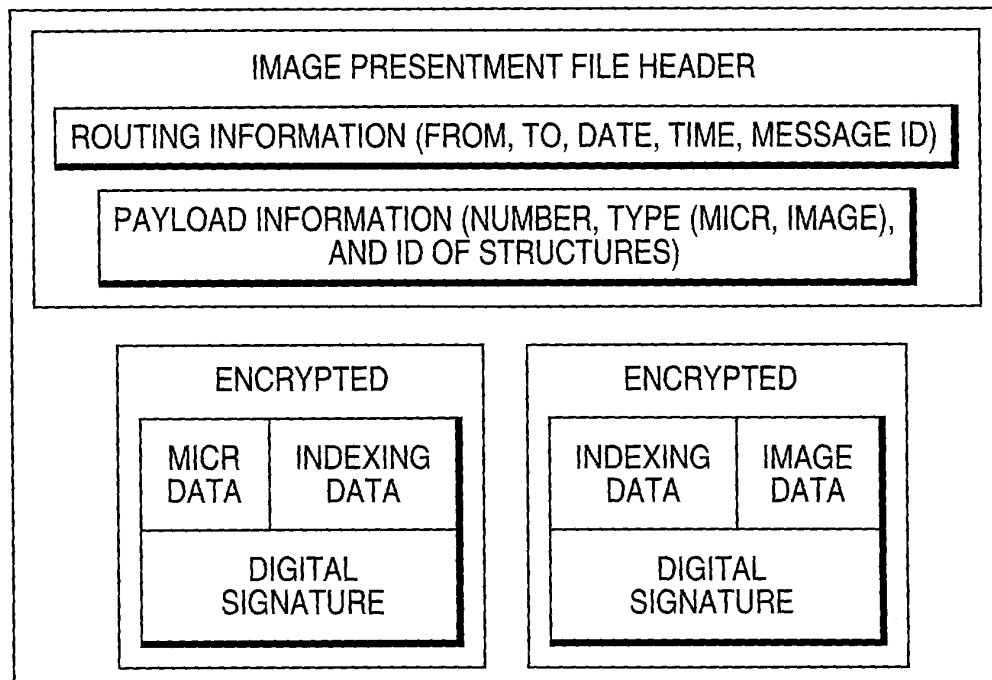 IMAGE PRESENTMENT FILE HEADER
ROUTING INFORMATION (FROM, TO, DATE, TIME, MESSAGE ID)
PAYLOAD INFORMATION (NUMBER, TYPE (MICR, IMAGE),
AND ID OF STRUCTURES)
ENCRYPTED
MICR
DATA
INDEXING
DATA
DIGITAL
SIGNATURE
ENCRYPTED
INDEXING
DATA
IMAGE
DATA
DIGITAL
SIGNATURE